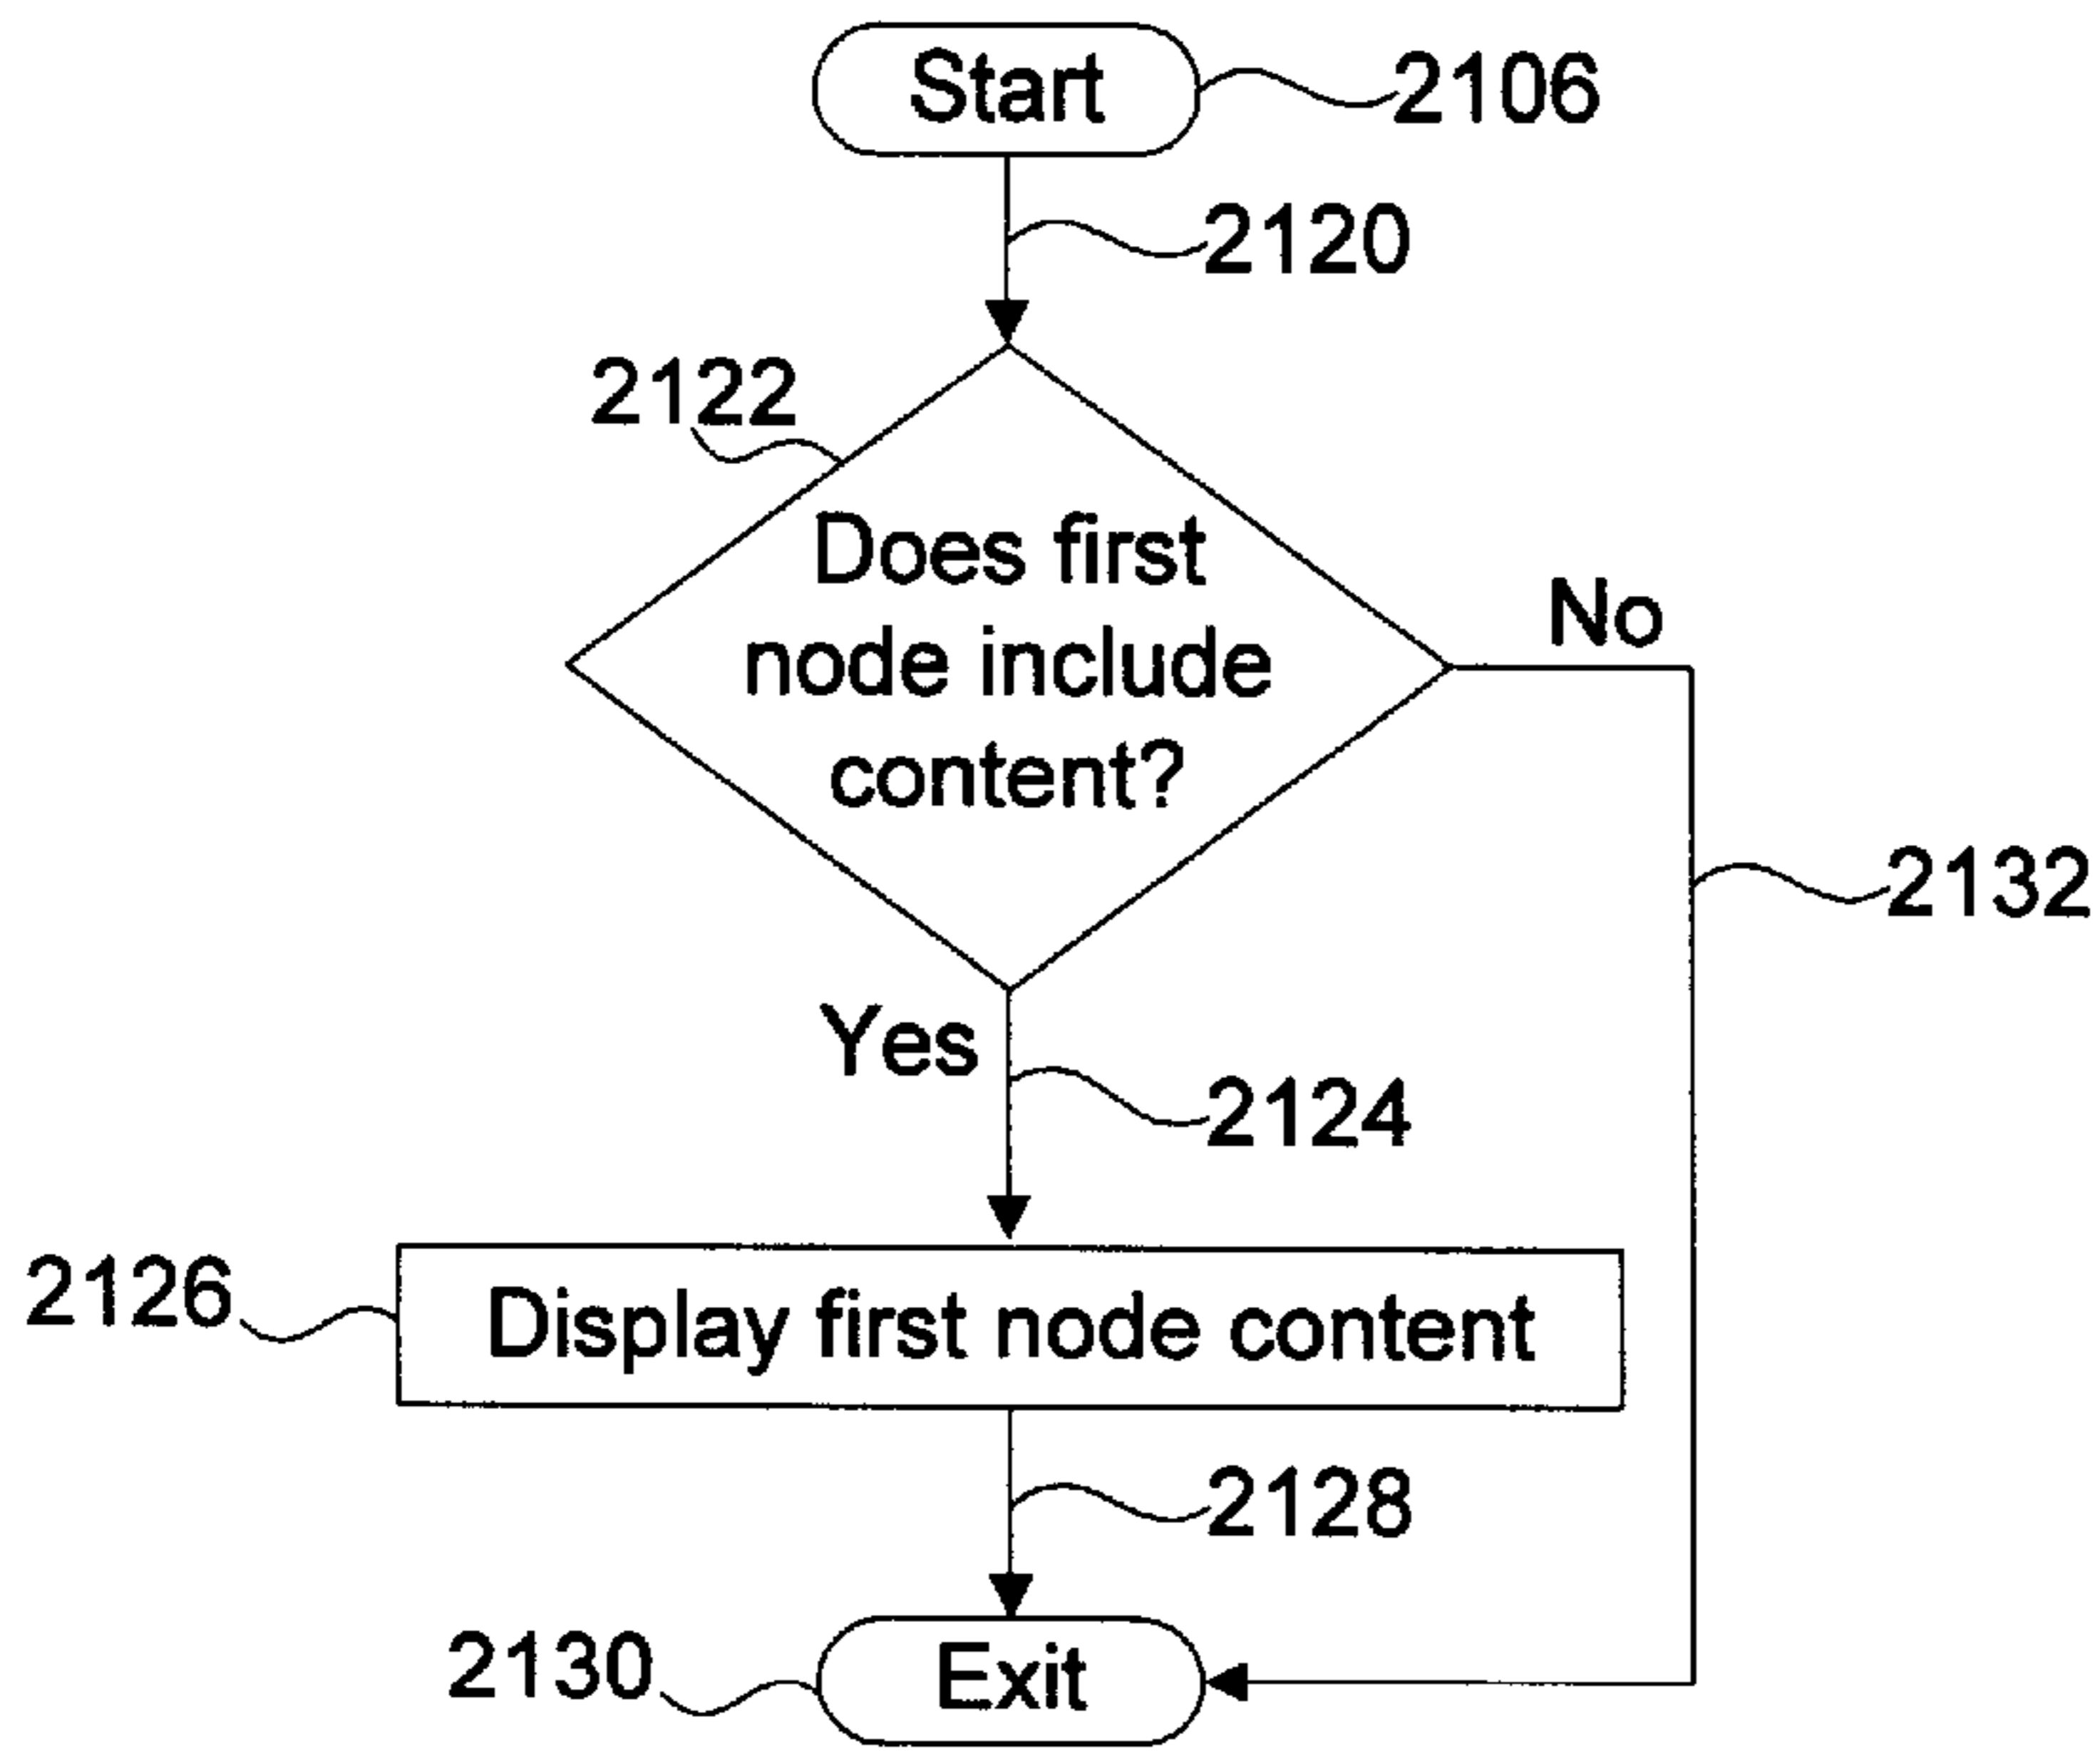 Start
2106
2120
2122
Does first
node include
content?
No
2132
Yes
2124
2126
Display first node content
2128
2130
Exit